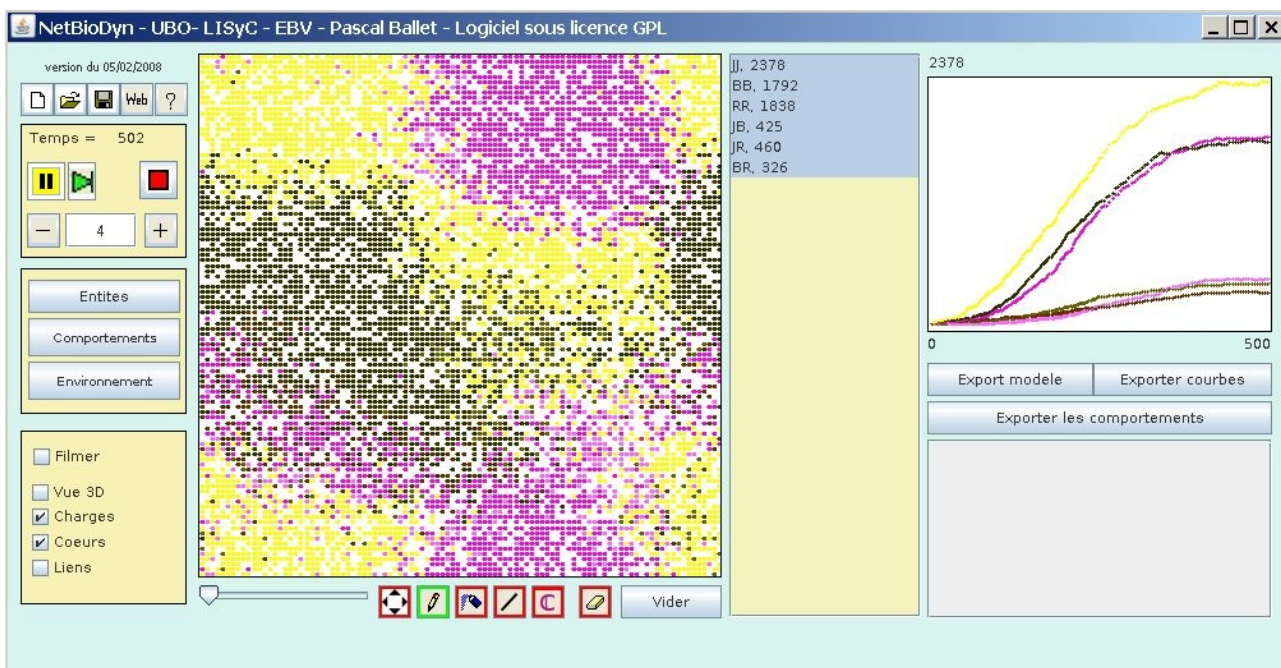 NetBioDyn - UBO- LISyC - EBV - Pascal Ballet - Logiciel sous licence GPL
version du 05/02/2008
Web ?
Temps = 502
4
Entites
Comportements
Environnement
Filmer
Vue 3D
Charges
Coeurs
Liens
Vider
JJ, 2378
BB, 1792
RR, 1838
JB, 425
JR, 460
BR, 326
2378
0 500
Export modele Exporter courbes
Exporter les comportements